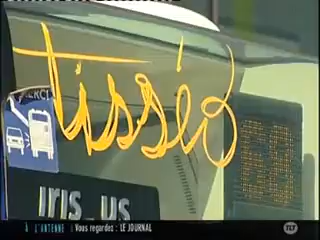 tisséo
MERCI
IRIS_US
À L'ANTENNE : Vous regardez : LE JOURNAL
TLT